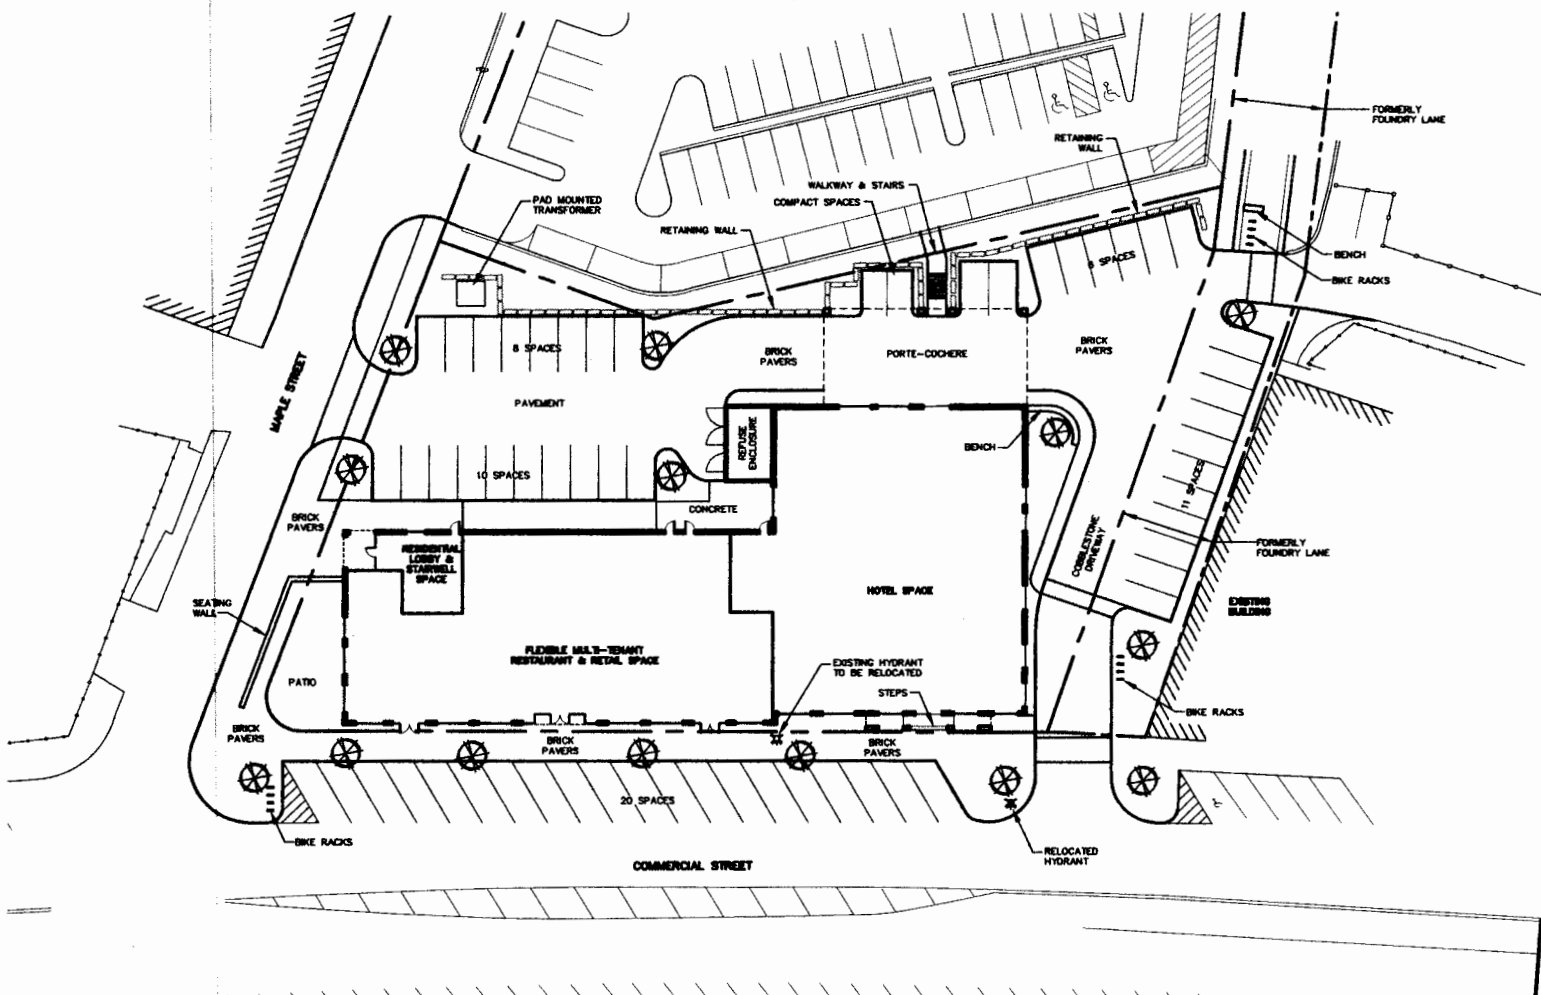 FORMERLY
FOUNDRY LANE
RETAINING
WALL
WALKWAY & STAIRS
COMPACT SPACES
PAD MOUNTED
TRANSFORMER
RETAINING WALL
BENCH
BIKE RACKS
6 SPACES
8 SPACES
BRICK
PAVERS
PORTE-COCHERE
BRICK
PAVERS
MAPLE STREET
PAVEMENT
REFUSE
ENCLOSURE
BENCH
10 SPACES
11 SPACES
CONCRETE
BRICK
PAVERS
COBBLESTONE
DRIVEWAY
FORMERLY
FOUNDRY LANE
RESIDENTIAL
LOBBY &
STAIRWELL
SPACE
HOTEL SPACE
SEATING
WALL
EXISTING
BUILDING
FLEXIBLE MULTI-TENANT
RESTAURANT & RETAIL SPACE
EXISTING HYDRANT
TO BE RELOCATED
PATIO
STEPS
BIKE RACKS
BRICK
PAVERS
BRICK
PAVERS
BRICK
PAVERS
20 SPACES
BIKE RACKS
RELOCATED
HYDRANT
COMMERCIAL STREET